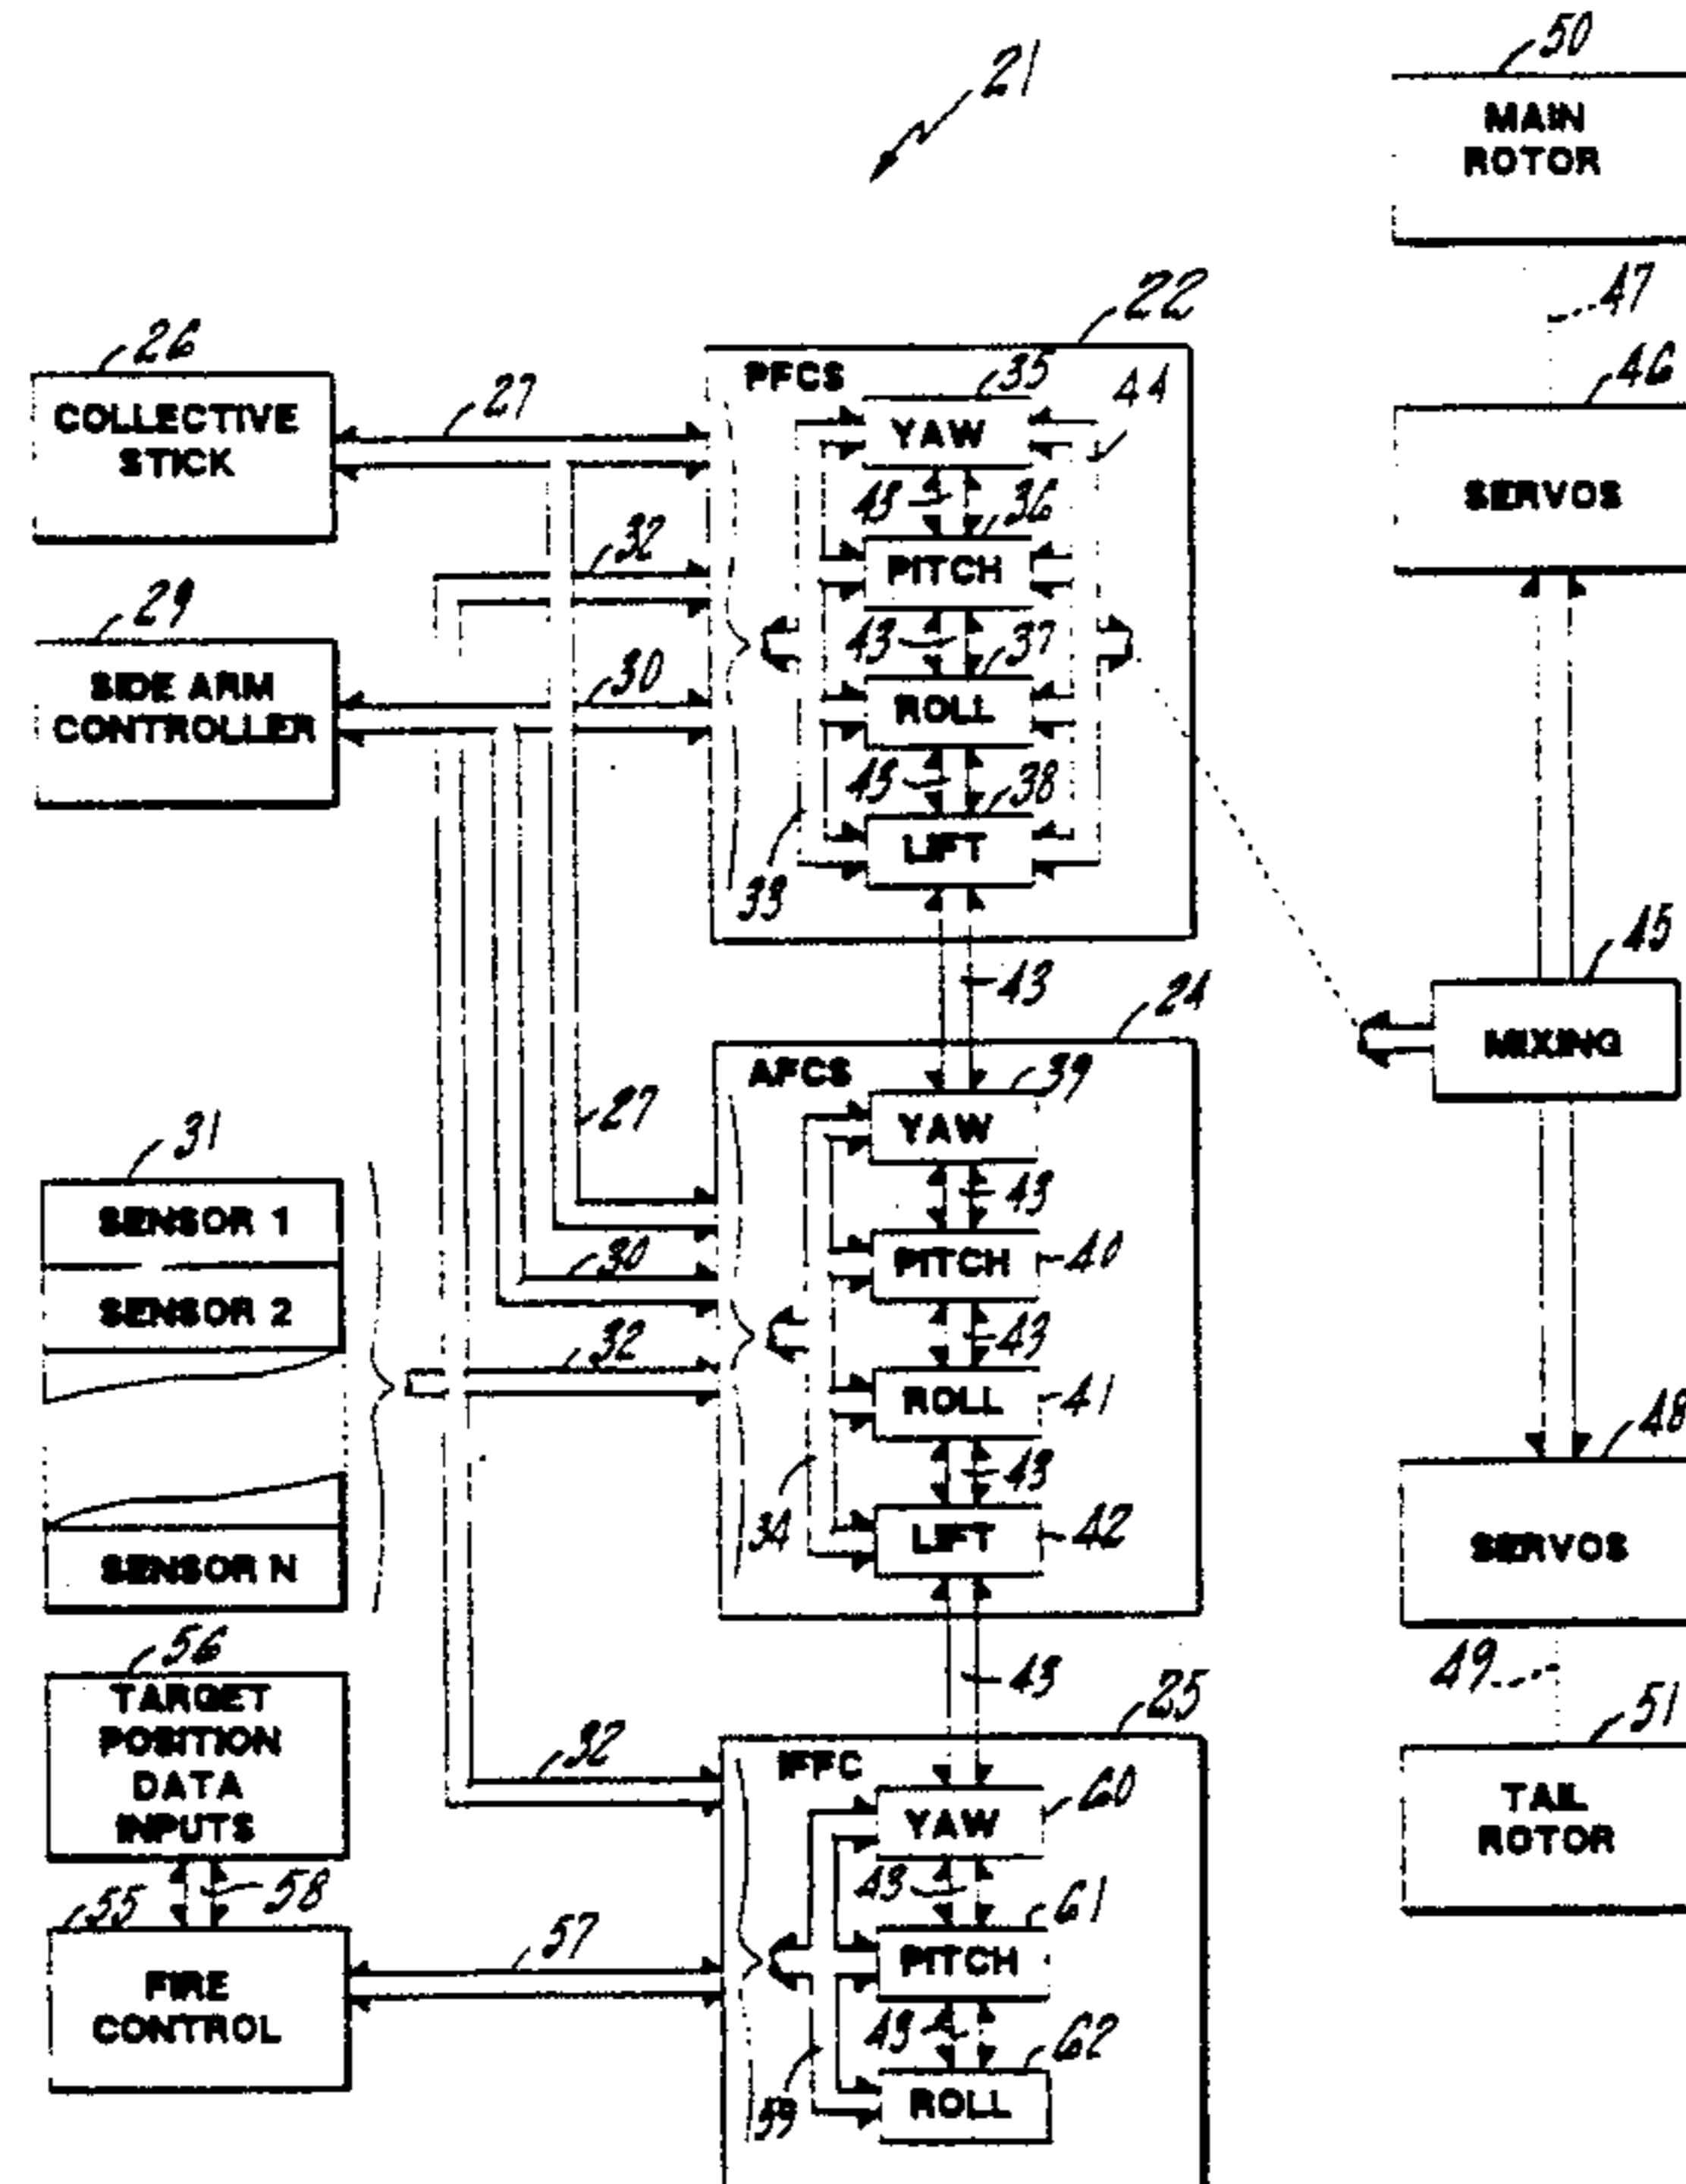 21
50
MAIN
ROTOR
47
46
SERVOS
26
COLLECTIVE
STICK
27
22
PFCS
35
44
YAW
43
36
PITCH
32
29
SIDE ARM
CONTROLLER
30
43
37
ROLL
43
38
LIFT
33
43
45
MIXING
24
AFCS
39
YAW
27
43
31
SENSOR 1
SENSOR 2
SENSOR N
30
PITCH
40
32
43
ROLL
41
43
34
LIFT
42
48
SERVOS
49
51
TAIL
ROTOR
56
TARGET
POSITION
DATA
INPUTS
58
43
25
32
IFFC
YAW
60
43
61
PITCH
55
FIRE
CONTROL
57
43
62
59
ROLL